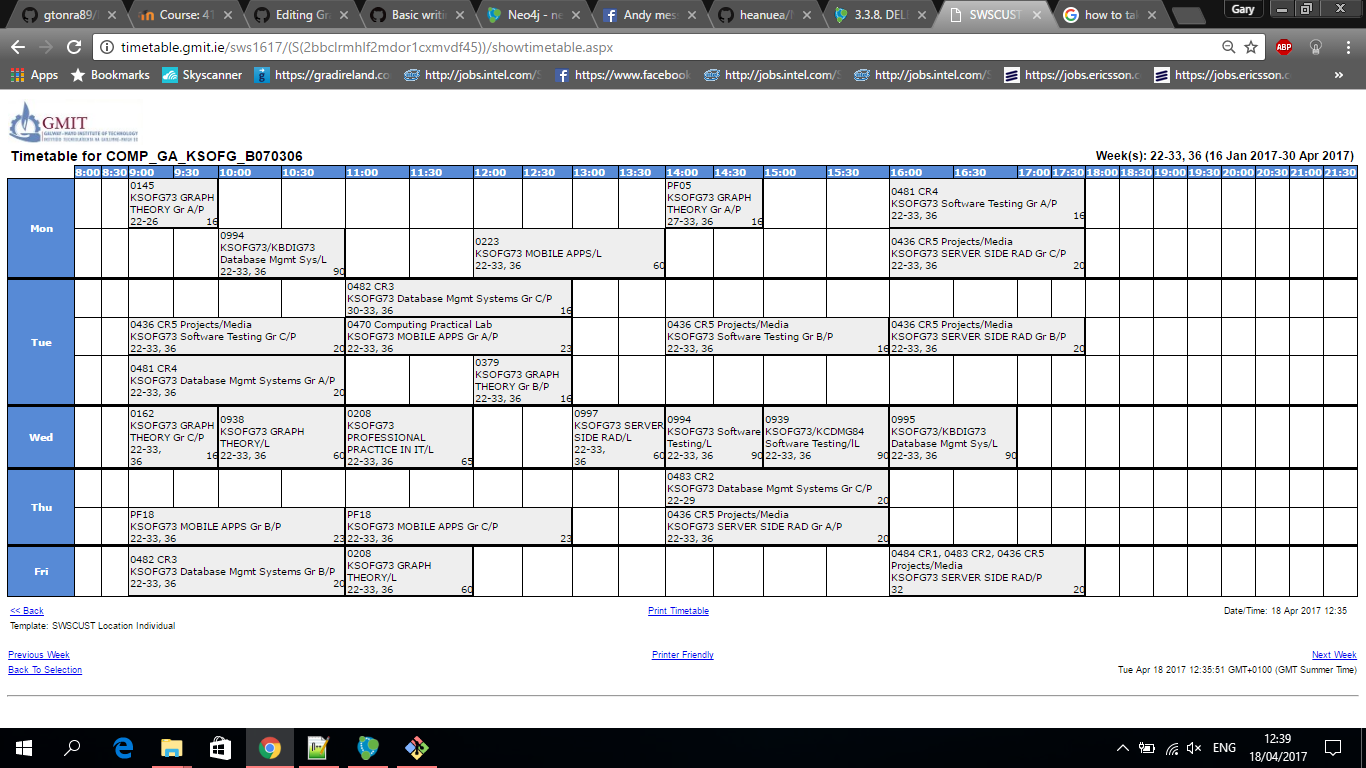 gtonra89/
Course: 41
Editing Gr
Basic writi
Neo4j - ne
Andy mes
heanuea/
3.3.8. DEL
SWSCUST
how to tal
Gary
timetable.gmit.ie/sws1617/(S(2bbclrmhlf2mdor1cxmvdf45))/showtimetable.aspx
ABP
Apps
Bookmarks
Skyscanner
https://gradireland.co
http://jobs.intel.com/
https://www.facebook
http://jobs.intel.com/
http://jobs.intel.com/
https://jobs.ericsson.c
https://jobs.ericsson.c
»
GMIT
GALWAY-MAYO INSTITUTE OF TECHNOLOGY
Timetable for COMP_GA_KSOFG_B070306
Week(s): 22-33, 36 (16 Jan 2017-30 Apr 2017)
8:00 8:30 9:00 9:30 10:00 10:30 11:00 11:30 12:00 12:30 13:00 13:30 14:00 14:30 15:00 15:30 16:00 16:30 17:00 17:30 18:00 18:30 19:00 19:30 20:00 20:30 21:00 21:30
Mon
0145
KSOFG73 GRAPH
THEORY Gr A/P
22-26 16
PF05
KSOFG73 GRAPH
THEORY Gr A/P
27-33, 36 16
0481 CR4
KSOFG73 Software Testing Gr A/P
22-33, 36 16
0994
KSOFG73/KBDIG73
Database Mgmt Sys/L
22-33, 36 90
0223
KSOFG73 MOBILE APPS/L
22-33, 36 60
0436 CR5 Projects/Media
KSOFG73 SERVER SIDE RAD Gr C/P
22-33, 36 20
Tue
0482 CR3
KSOFG73 Database Mgmt Systems Gr C/P
30-33, 36 16
0436 CR5 Projects/Media
KSOFG73 Software Testing Gr C/P
22-33, 36 20
0470 Computing Practical Lab
KSOFG73 MOBILE APPS Gr A/P
22-33, 36 23
0436 CR5 Projects/Media
KSOFG73 Software Testing Gr B/P
22-33, 36 16
0436 CR5 Projects/Media
KSOFG73 SERVER SIDE RAD Gr B/P
22-33, 36 20
0481 CR4
KSOFG73 Database Mgmt Systems Gr A/P
22-33, 36 20
0379
KSOFG73 GRAPH
THEORY Gr B/P
22-33, 36 16
Wed
0162
KSOFG73 GRAPH
THEORY Gr C/P
22-33,
36 16
0938
KSOFG73 GRAPH
THEORY/L
22-33, 36 60
0208
KSOFG73
PROFESSIONAL
PRACTICE IN IT/L
22-33, 36 65
0997
KSOFG73 SERVER
SIDE RAD/L
22-33,
36 60
0994
KSOFG73 Software
Testing/L
22-33, 36 90
0939
KSOFG73/KCDMG84
Software Testing/lL
22-33, 36 90
0995
KSOFG73/KBDIG73
Database Mgmt Sys/L
22-33, 36 90
Thu
0483 CR2
KSOFG73 Database Mgmt Systems Gr C/P
22-29 20
PF18
KSOFG73 MOBILE APPS Gr B/P
22-33, 36 23
PF18
KSOFG73 MOBILE APPS Gr C/P
22-33, 36 23
0436 CR5 Projects/Media
KSOFG73 SERVER SIDE RAD Gr A/P
22-33, 36 20
Fri
0482 CR3
KSOFG73 Database Mgmt Systems Gr B/P
22-33, 36 20
0208
KSOFG73 GRAPH
THEORY/L
22-33, 36 60
0484 CR1, 0483 CR2, 0436 CR5
Projects/Media
KSOFG73 SERVER SIDE RAD/P
32 20
<< Back
Print Timetable
Date/Time: 18 Apr 2017 12:35
Template: SWSCUST Location Individual
Previous Week
Printer Friendly
Next Week
Back To Selection
Tue Apr 18 2017 12:35:51 GMT+0100 (GMT Summer Time)
ENG
12:39
18/04/2017